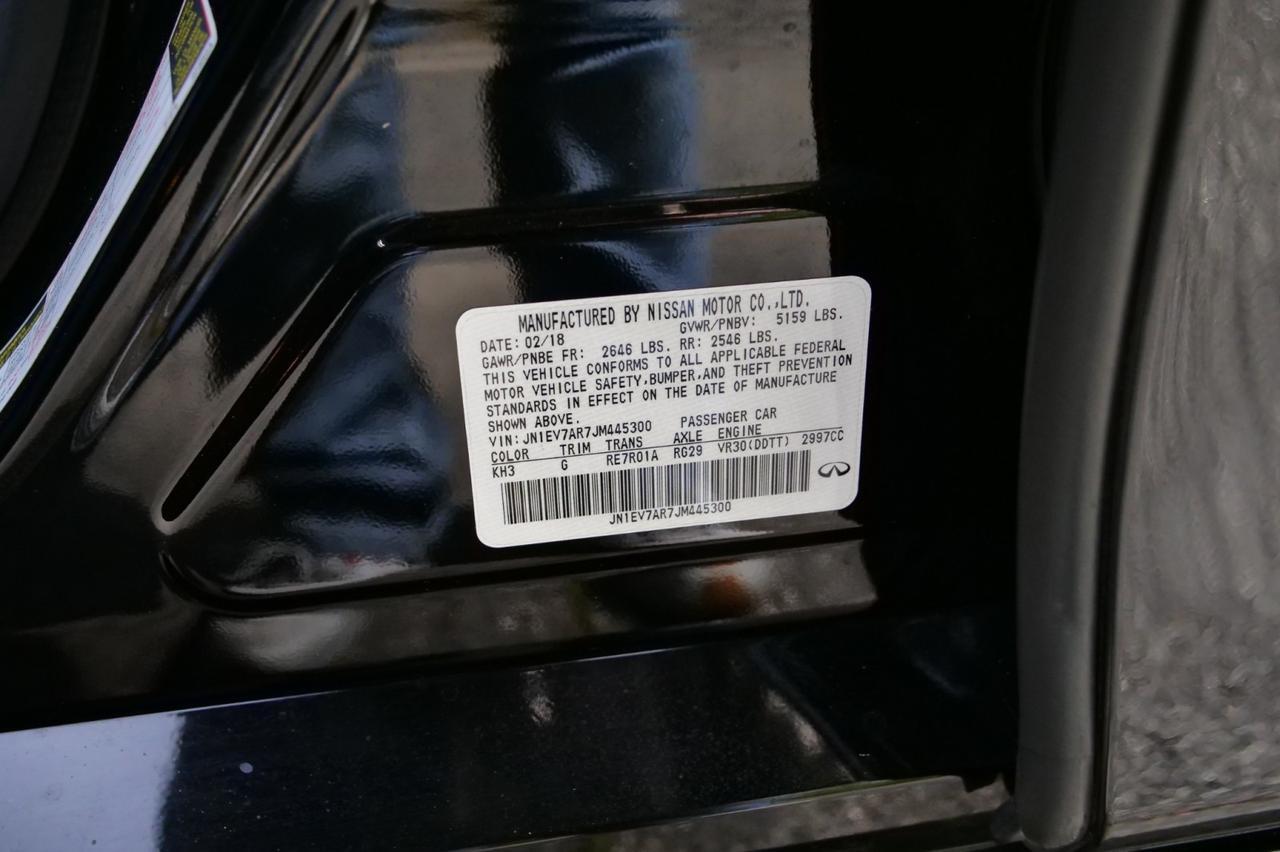 MANUFACTURED BY NISSAN MOTOR CO.,LTD.
DATE: 02/18 GVWR/PNBV: 5159 LBS.
GAWR/PNBE FR: 2646 LBS. RR: 2546 LBS.
THIS VEHICLE CONFORMS TO ALL APPLICABLE FEDERAL
MOTOR VEHICLE SAFETY,BUMPER,AND THEFT PREVENTION
STANDARDS IN EFFECT ON THE DATE OF MANUFACTURE
SHOWN ABOVE.
VIN:JN1EV7AR7JM445300 PASSENGER CAR
COLOR TRIM TRANS AXLE ENGINE
KH3 G RE7R01A RG29 VR30(DDTT) 2997CC
JN1EV7AR7JM445300